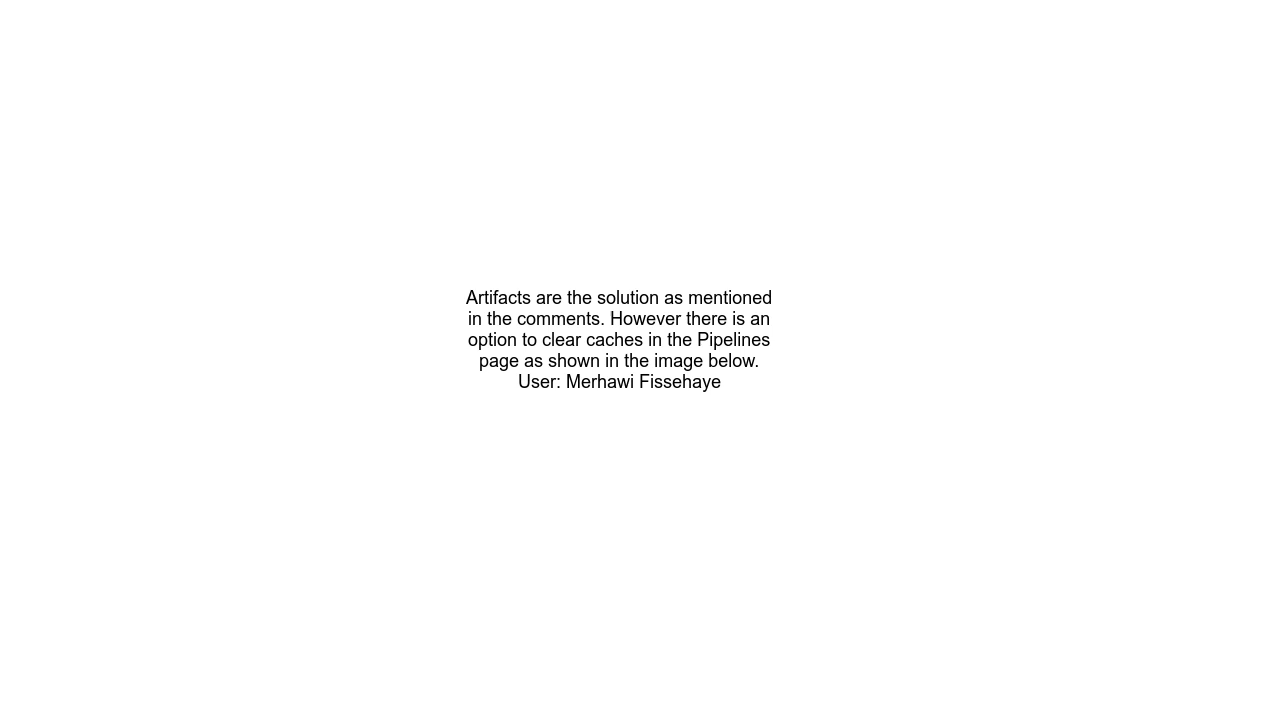 Artifacts are the solution as mentioned
in the comments. However there is an
option to clear caches in the Pipelines
page as shown in the image below.
User: Merhawi Fissehaye